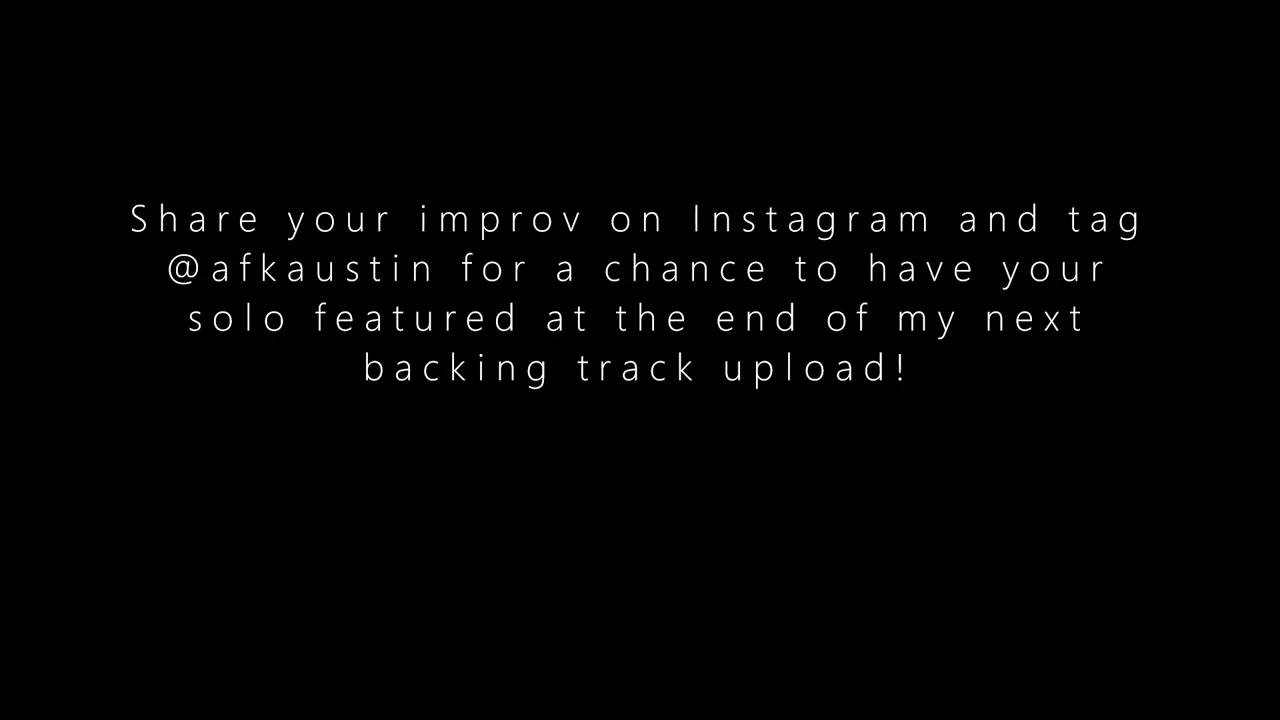 Share your improv on Instagram and tag
@afkaustin for a chance to have your
solo featured at the end of my next
backing track upload!